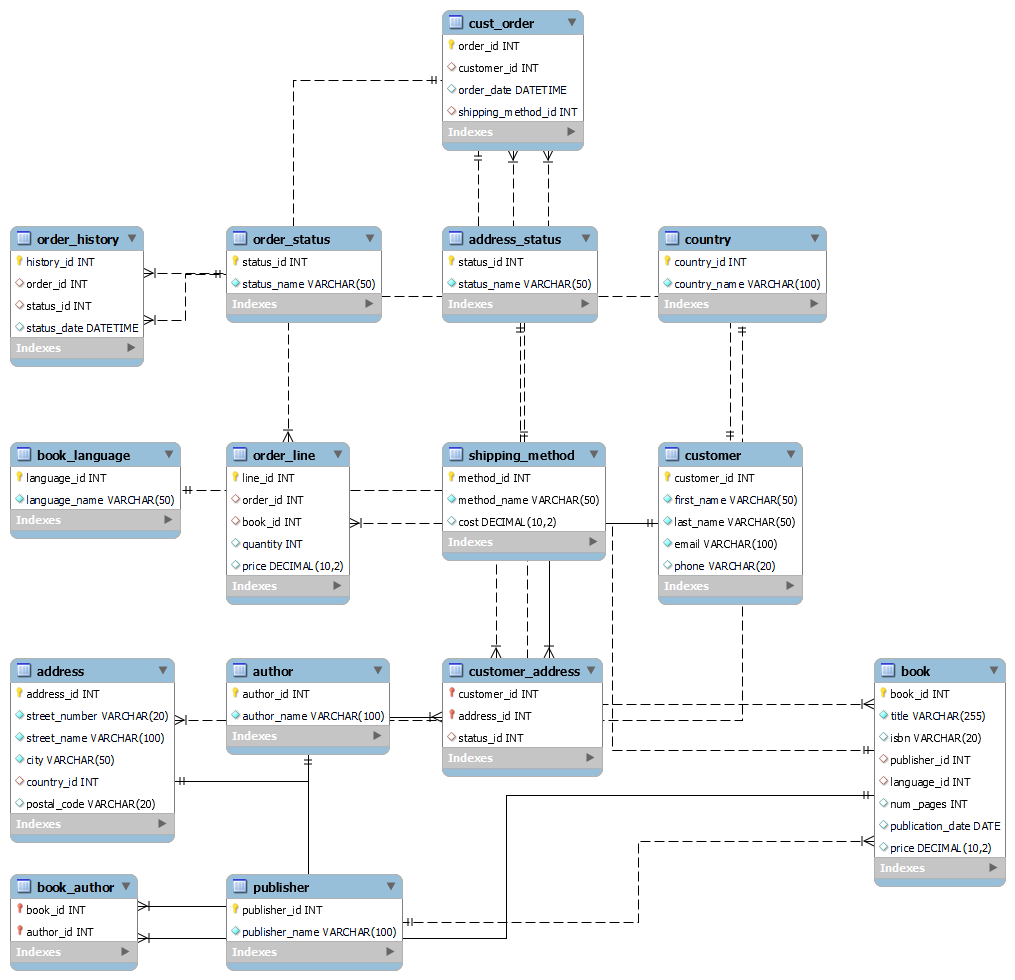 cust_order
order_id INT
customer_id INT
order_date DATETIME
shipping_method_id INT
Indexes
order_history
history_id INT
order_id INT
status_id INT
status_date DATETIME
Indexes
order_status
status_id INT
status_name VARCHAR(50)
Indexes
address_status
status_id INT
status_name VARCHAR(50)
Indexes
country
country_id INT
country_name VARCHAR(100)
Indexes
book_language
language_id INT
language_name VARCHAR(50)
Indexes
order_line
line_id INT
order_id INT
book_id INT
quantity INT
price DECIMAL(10,2)
Indexes
shipping_method
method_id INT
method_name VARCHAR(50)
cost DECIMAL(10,2)
Indexes
customer
customer_id INT
first_name VARCHAR(50)
last_name VARCHAR(50)
email VARCHAR(100)
phone VARCHAR(20)
Indexes
address
address_id INT
street_number VARCHAR(20)
street_name VARCHAR(100)
city VARCHAR(50)
country_id INT
postal_code VARCHAR(20)
Indexes
author
author_id INT
author_name VARCHAR(100)
Indexes
customer_address
customer_id INT
address_id INT
status_id INT
Indexes
book
book_id INT
title VARCHAR(255)
isbn VARCHAR(20)
publisher_id INT
language_id INT
num_pages INT
publication_date DATE
price DECIMAL(10,2)
Indexes
book_author
book_id INT
author_id INT
Indexes
publisher
publisher_id INT
publisher_name VARCHAR(100)
Indexes